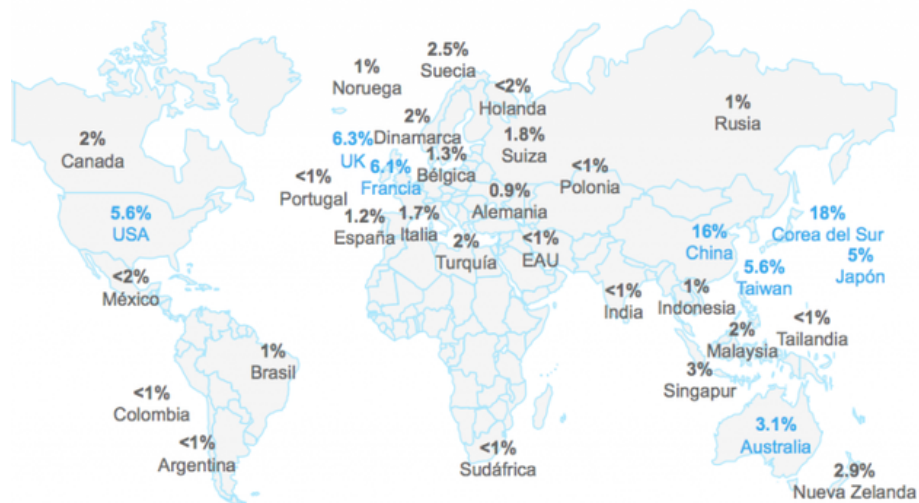 2.5%
Suecia
1%
Noruega
<2%
Holanda
1%
Rusia
2%
Canada
2%
Dinamarca
6.3%
UK
1.8%
Suiza
1.3%
Bélgica
6.1%
Francia
<1%
Portugal
<1%
Polonia
0.9%
Alemania
5.6%
USA
1.2%
España
1.7%
Italia
2%
Turquía
<1%
EAU
16%
China
18%
Corea del Sur
5%
Japón
5.6%
Taiwan
<2%
México
<1%
India
1%
Indonesia
<1%
Tailandia
2%
Malaysia
3%
Singapur
1%
Brasil
<1%
Colombia
<1%
Argentina
<1%
Sudáfrica
3.1%
Australia
2.9%
Nueva Zelanda